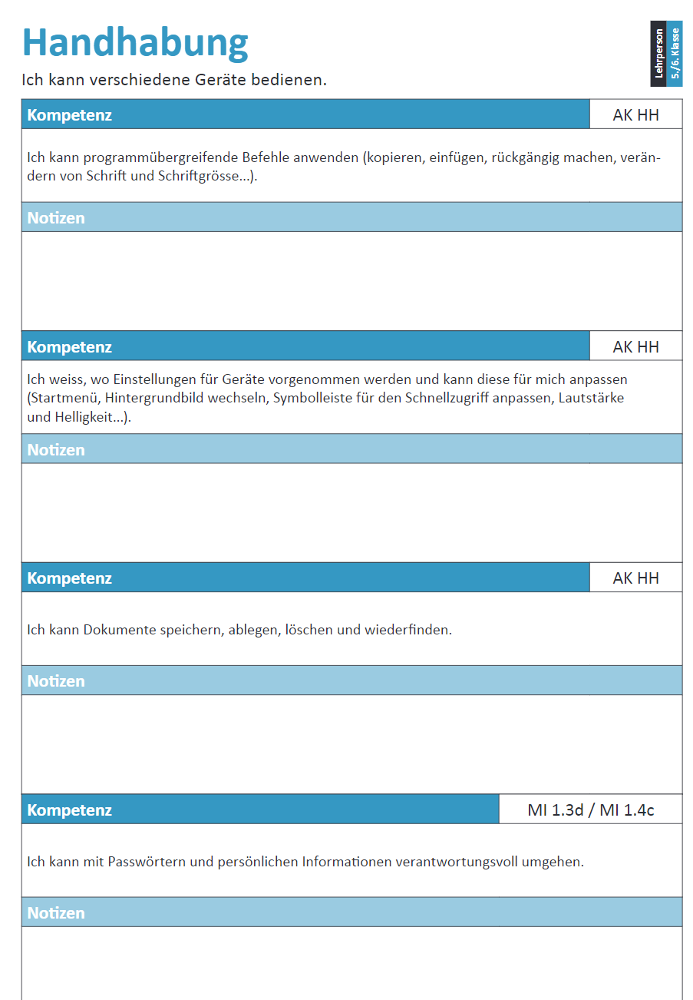 Handhabung
Lehrperson
5./6. Klasse
Ich kann verschiedene Geräte bedienen.
Kompetenz
AK HH
Ich kann programmübergreifende Befehle anwenden (kopieren, einfügen, rückgängig machen, verän-
dern von Schrift und Schriftgrösse...).
Notizen
Kompetenz
AK HH
Ich weiss, wo Einstellungen für Geräte vorgenommen werden und kann diese für mich anpassen
(Startmenü, Hintergrundbild wechseln, Symbolleiste für den Schnellzugriff anpassen, Lautstärke
und Helligkeit...).
Notizen
Kompetenz
AK HH
Ich kann Dokumente speichern, ablegen, löschen und wiederfinden.
Notizen
Kompetenz
MI 1.3d / MI 1.4c
Ich kann mit Passwörtern und persönlichen Informationen verantwortungsvoll umgehen.
Notizen